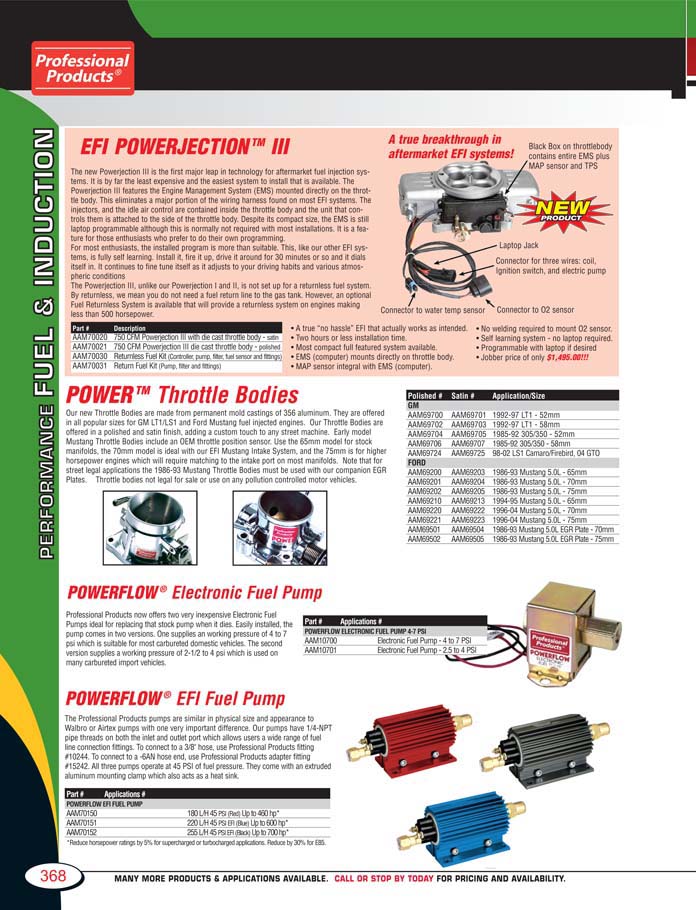 Professional
Products®
PERFORMANCE FUEL & INDUCTION
EFI POWERJECTION™ III
The new Powerjection III is the first major leap in technology for aftermarket fuel injection sys-
tems. It is by far the least expensive and the easiest system to install that is available. The
Powerjection III features the Engine Management System (EMS) mounted directly on the throt-
tle body. This eliminates a major portion of the wiring harness found on most EFI systems. The
injectors, and the idle air control are contained inside the throttle body and the unit that con-
trols them is attached to the side of the throttle body. Despite its compact size, the EMS is still
laptop programmable although this is normally not required with most installations. It is a fea-
ture for those enthusiasts who prefer to do their own programming.
For most enthusiasts, the installed program is more than suitable. This, like our other EFI sys-
tems, is fully self learning. Install it, fire it up, drive it around for 30 minutes or so and it dials
itself in. It continues to fine tune itself as it adjusts to your driving habits and various atmos-
pheric conditions
The Powerjection III, unlike our Powerjection I and II, is not set up for a returnless fuel system.
By returnless, we mean you do not need a fuel return line to the gas tank. However, an optional
Fuel Returnless System is available that will provide a returnless system on engines making
less than 500 horsepower.
A true breakthrough in
aftermarket EFI systems!
Black Box on throttlebody
contains entire EMS plus
MAP sensor and TPS
NEW
PRODUCT
Laptop Jack
Connector for three wires: coil,
Ignition switch, and electric pump
Connector to water temp sensor
Connector to O2 sensor
Part # Description
AAM70020 750 CFM Powerjection III with die cast throttle body - satin
AAM70021 750 CFM Powerjection III die cast throttle body - polished
AAM70030 Returnless Fuel Kit (Controller, pump, filter, fuel sensor and fittings)
AAM70031 Return Fuel Kit (Pump, filter and fittings)
• A true "no hassle" EFI that actually works as intended.
• Two hours or less installation time.
• Most compact full featured system available.
• EMS (computer) mounts directly on throttle body.
• MAP sensor integral with EMS (computer).
• No welding required to mount O2 sensor.
• Self learning system - no laptop required.
• Programmable with laptop if desired
• Jobber price of only $1,495.00!!!
POWER™ Throttle Bodies
Our new Throttle Bodies are made from permanent mold castings of 356 aluminum. They are offered
in all popular sizes for GM LT1/LS1 and Ford Mustang fuel injected engines. Our Throttle Bodies are
offered in a polished and satin finish, adding a custom touch to any street machine. Early model
Mustang Throttle Bodies include an OEM throttle position sensor. Use the 65mm model for stock
manifolds, the 70mm model is ideal with our EFI Mustang Intake System, and the 75mm is for higher
horsepower engines which will require matching to the intake port on most manifolds. Note that for
street legal applications the 1986-93 Mustang Throttle Bodies must be used with our companion EGR
Plates. Throttle bodies not legal for sale or use on any pollution controlled motor vehicles.
Polished # Satin # Application/Size
GM
AAM69700 AAM69701 1992-97 LT1 - 52mm
AAM69702 AAM69703 1992-97 LT1 - 58mm
AAM69704 AAM69705 1985-92 305/350 - 52mm
AAM69706 AAM69707 1985-92 305/350 - 58mm
AAM69724 AAM69725 98-02 LS1 Camaro/Firebird, 04 GTO
FORD
AAM69200 AAM69203 1986-93 Mustang 5.0L - 65mm
AAM69201 AAM69204 1986-93 Mustang 5.0L - 70mm
AAM69202 AAM69205 1986-93 Mustang 5.0L - 75mm
AAM69210 AAM69213 1994-95 Mustang 5.0L - 65mm
AAM69220 AAM69222 1996-04 Mustang 5.0L - 70mm
AAM69221 AAM69223 1996-04 Mustang 5.0L - 75mm
AAM69501 AAM69504 1986-93 Mustang 5.0L EGR Plate - 70mm
AAM69502 AAM69505 1986-93 Mustang 5.0L EGR Plate - 75mm
POWERFLOW® Electronic Fuel Pump
Professional Products now offers two very inexpensive Electronic Fuel
Pumps ideal for replacing that stock pump when it dies. Easily installed, the
pump comes in two versions. One supplies an working pressure of 4 to 7
psi which is suitable for most carbureted domestic vehicles. The second
version supplies a working pressure of 2-1/2 to 4 psi which is used on
many carbureted import vehicles.
Part # Applications #
POWERFLOW ELECTRONIC FUEL PUMP 4-7 PSI
AAM10700 Electronic Fuel Pump - 4 to 7 PSI
AAM10701 Electronic Fuel Pump - 2.5 to 4 PSI
Professional
Products
POWERFLOW
POWERFLOW® EFI Fuel Pump
The Professional Products pumps are similar in physical size and appearance to
Walbro or Airtex pumps with one very important difference. Our pumps have 1/4-NPT
pipe threads on both the inlet and outlet port which allows users a wide range of fuel
line connection fittings. To connect to a 3/8" hose, use Professional Products fitting
#10244. To connect to a -6AN hose end, use Professional Products adapter fitting
#15242. All three pumps operate at 45 PSI of fuel pressure. They come with an extruded
aluminum mounting clamp which also acts as a heat sink.
Part # Applications #
POWERFLOW EFI FUEL PUMP
AAM70150 180 L/H 45 PSI (Red) Up to 460 hp*
AAM70151 220 L/H 45 PSI EFI (Blue) Up to 600 hp*
AAM70152 255 L/H 45 PSI EFI (Black) Up to 700 hp*
*Reduce horsepower ratings by 5% for supercharged or turbocharged applications. Reduce by 30% for E85.
368
MANY MORE PRODUCTS & APPLICATIONS AVAILABLE. CALL OR STOP BY TODAY FOR PRICING AND AVAILABILITY.